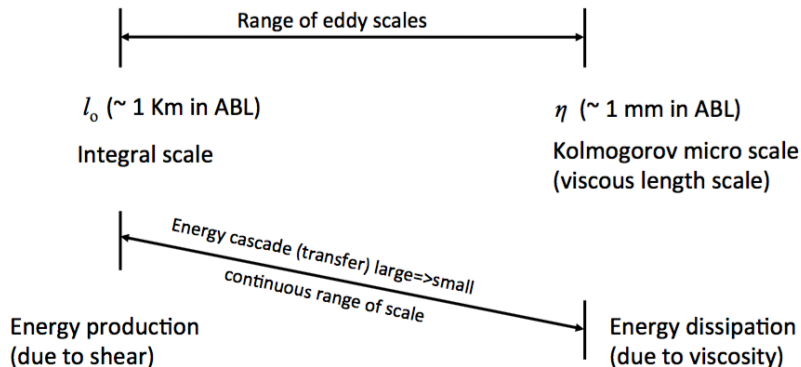 Range of eddy scales
lₒ (~ 1 Km in ABL)
η (~ 1 mm in ABL)
Integral scale
Kolmogorov micro scale
(viscous length scale)
Energy cascade (transfer) large=>small
continuous range of scale
Energy production
(due to shear)
Energy dissipation
(due to viscosity)